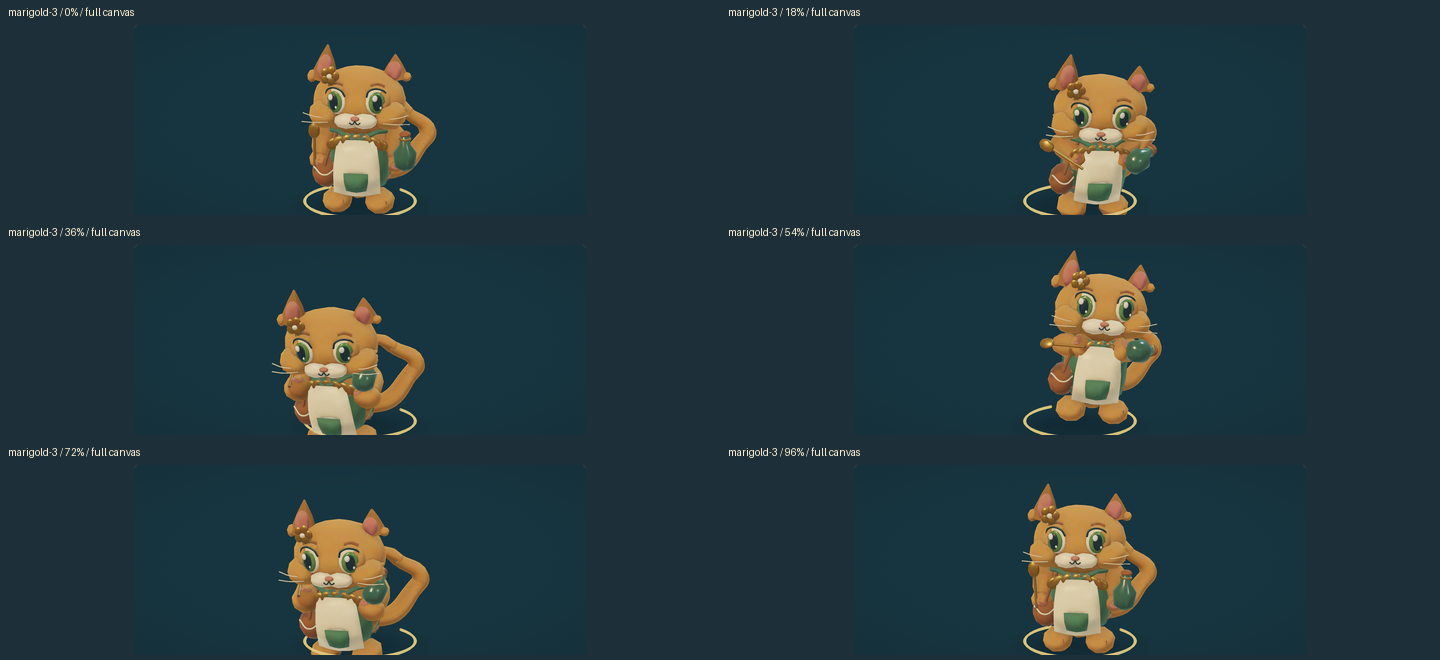 marigold-3 / 0% / full canvas
marigold-3 / 18% / full canvas
marigold-3 / 36% / full canvas
marigold-3 / 54% / full canvas
marigold-3 / 72% / full canvas
marigold-3 / 96% / full canvas